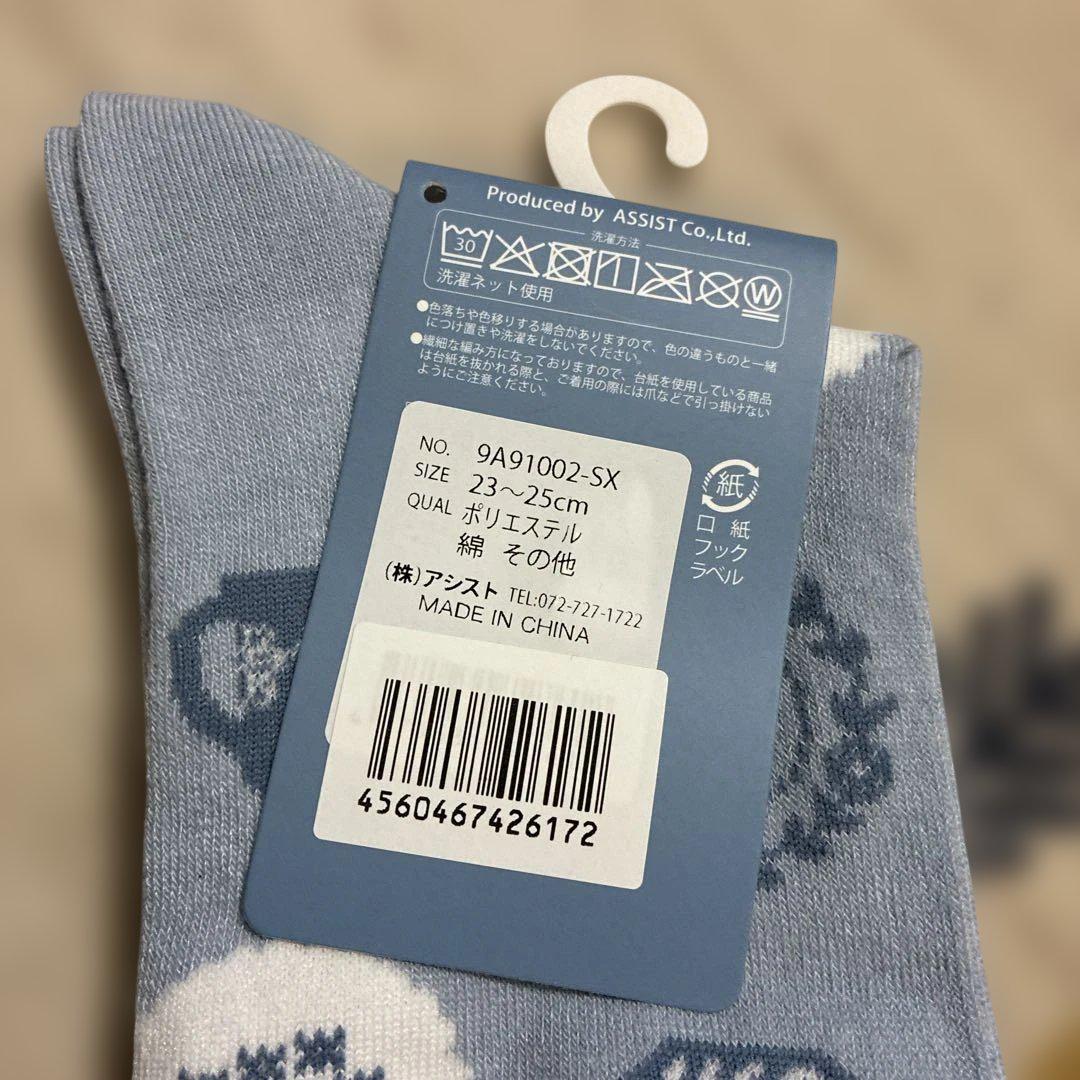 Produced by ASSIST Co.,Ltd.
洗濯方法
30
W
洗濯ネット使用
●色落ちや色移りする場合がありますので、色の違うものと一緒
につけ置きや洗濯をしないでください。
●繊細な編み方になっておりますので、台紙を使用している商品
は台紙を抜かれる際と、ご着用の際には爪などで引っ掛けない
ようにご注意ください。
NO. 9A91002-SX
SIZE 23～25cm
QUAL ポリエステル
綿 その他
(株)アシスト TEL:072-727-1722
MADE IN CHINA
紙
口 紙
フック
ラベル
4560467426172